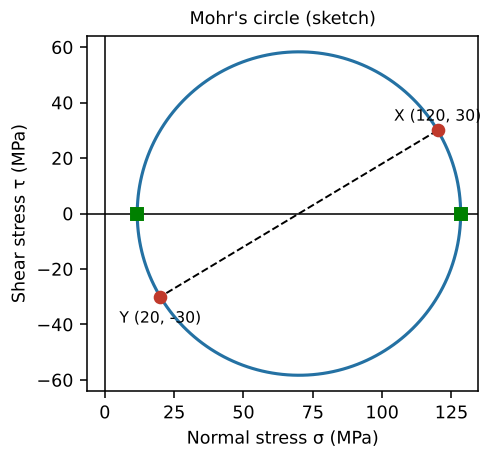 Mohr's circle (sketch)
60
40
20
0
−20
−40
−60
Shear stress τ (MPa)
X (120, 30)
Y (20, -30)
0
25
50
75
100
125
Normal stress σ (MPa)